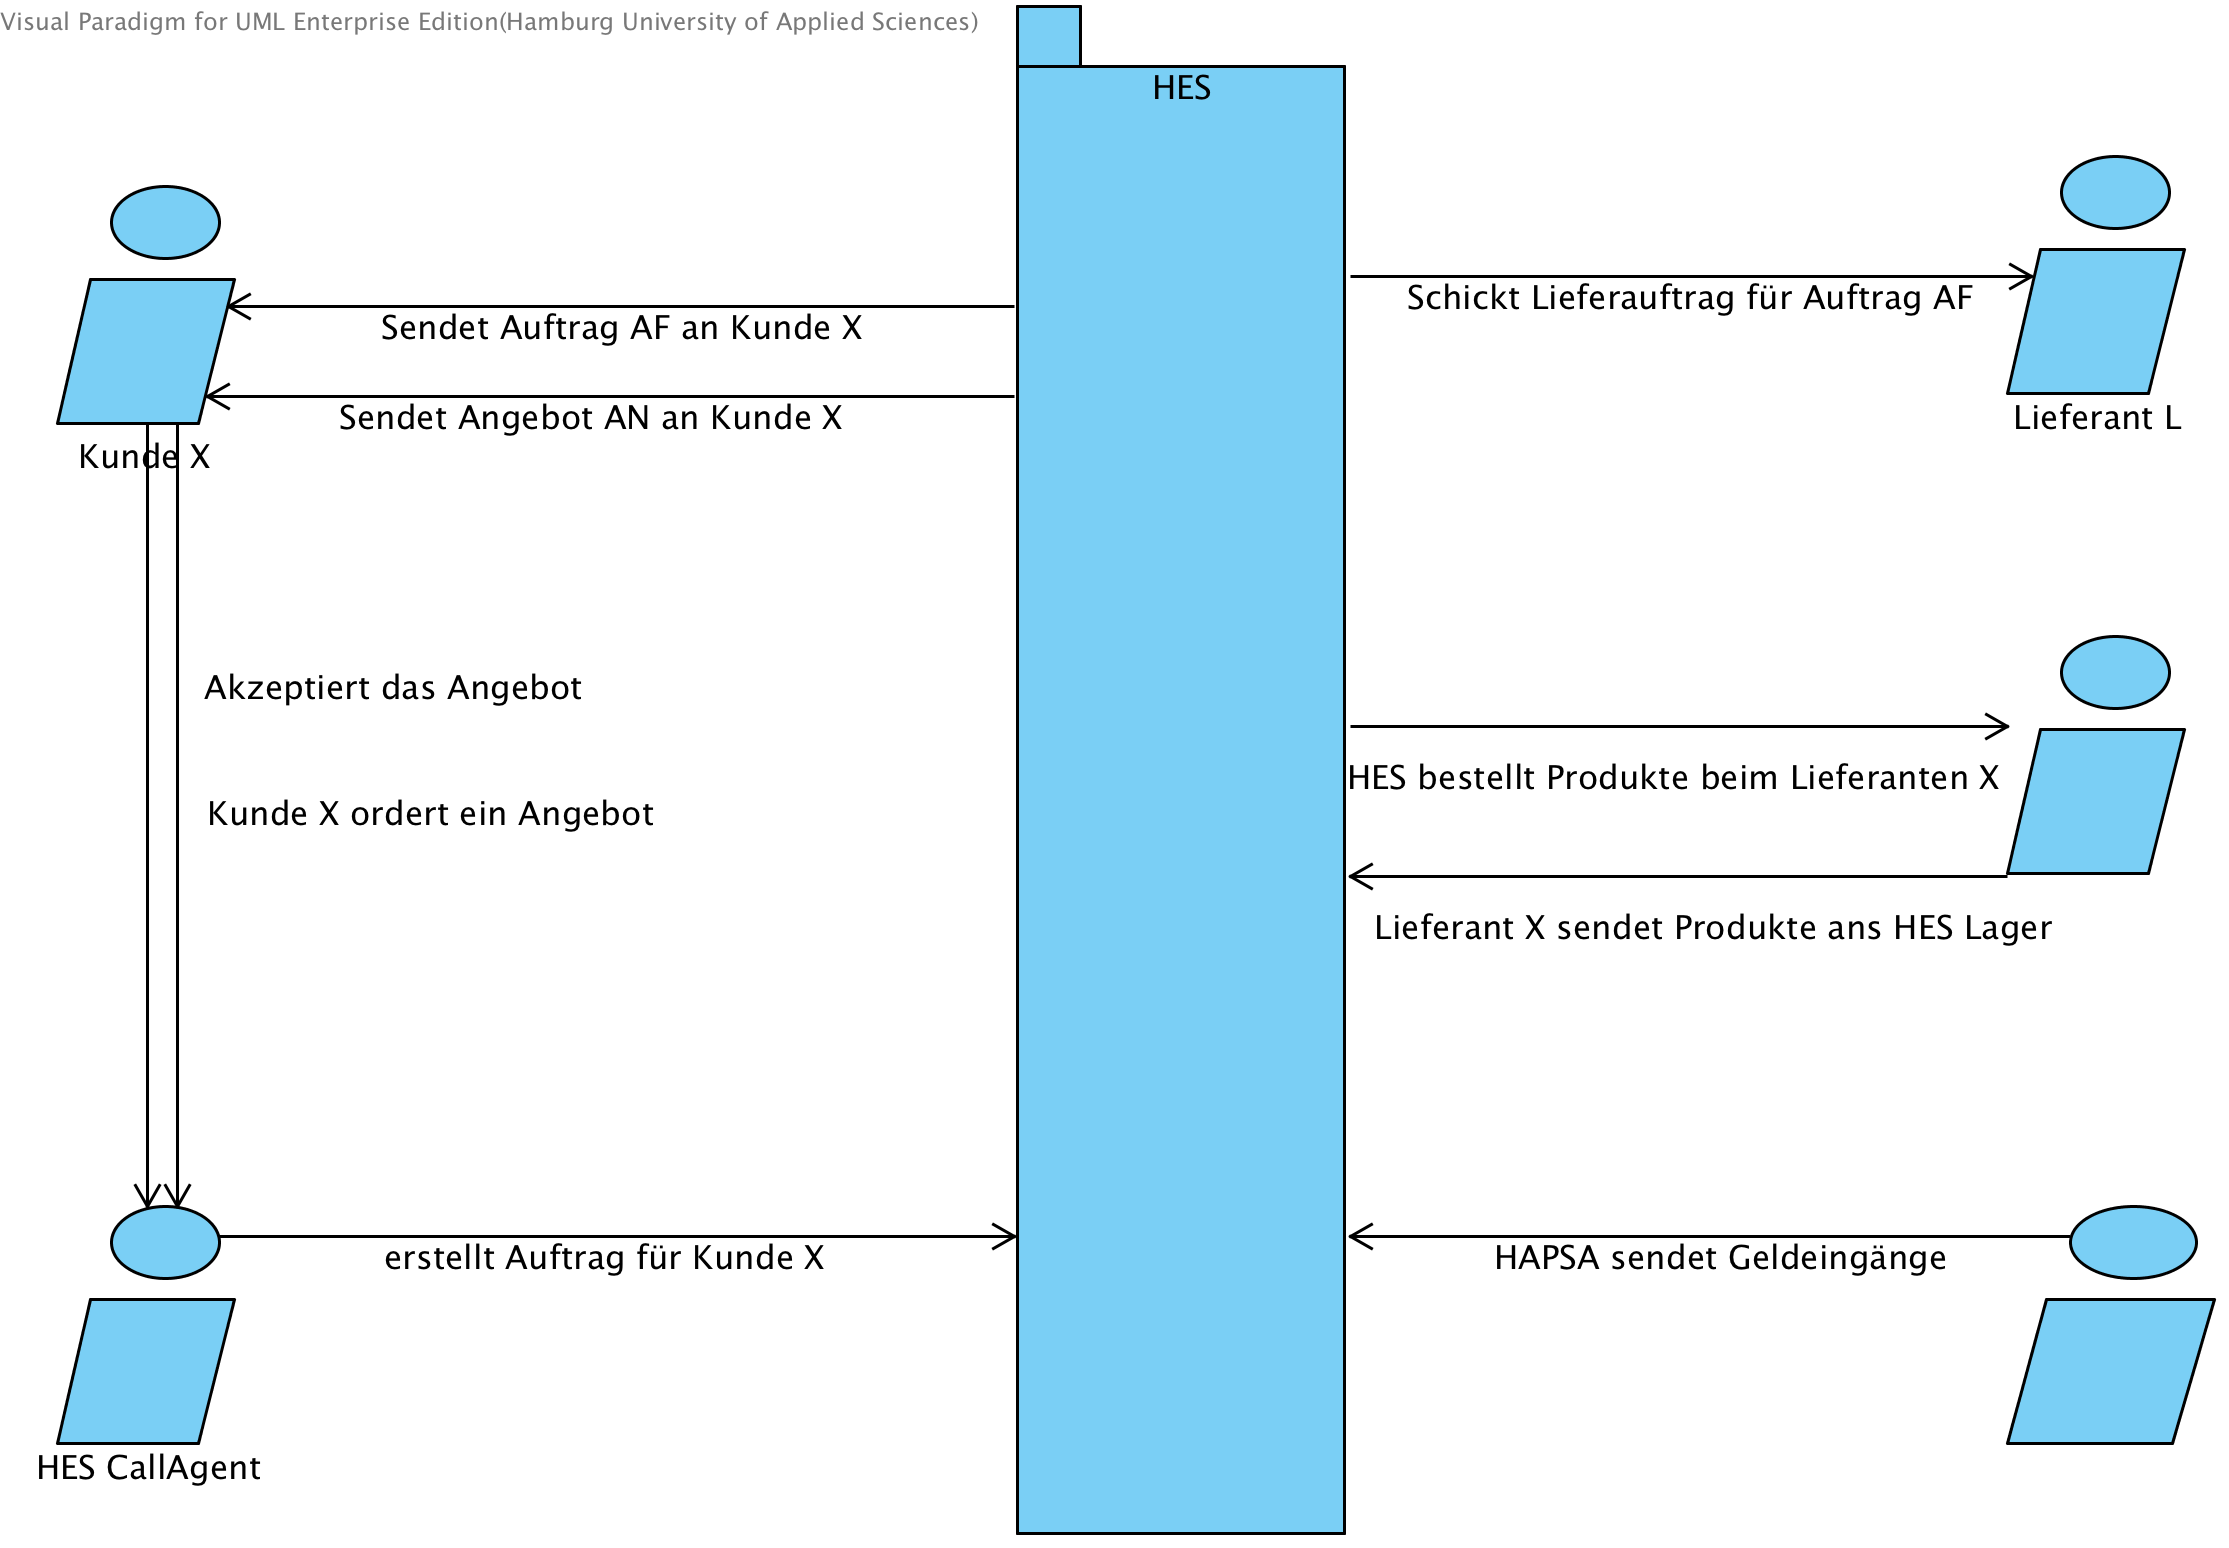 Visual Paradigm for UML Enterprise Edition(Hamburg University of Applied Sciences)
HES
Schickt Lieferauftrag für Auftrag AF
Sendet Auftrag AF an Kunde X
Sendet Angebot AN an Kunde X
Lieferant L
Kunde X
Akzeptiert das Angebot
HES bestellt Produkte beim Lieferanten X
Kunde X ordert ein Angebot
Lieferant X sendet Produkte ans HES Lager
erstellt Auftrag für Kunde X
HAPSA sendet Geldeingänge
HES CallAgent